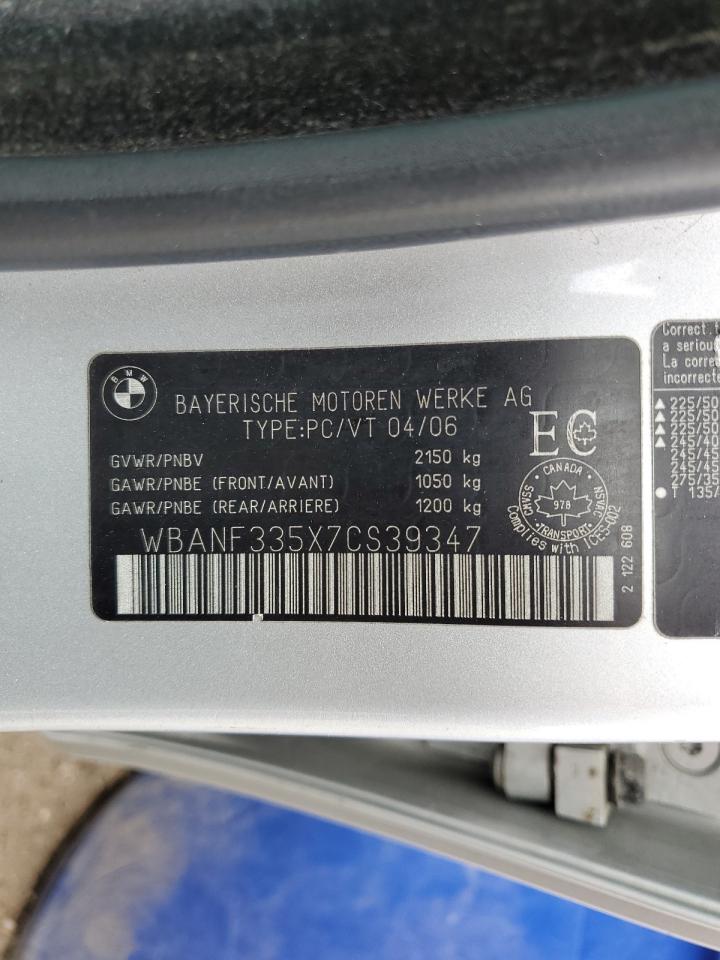 BMW
BAYERISCHE MOTOREN WERKE AG
TYPE:PC/VT 04/06
EC
GVWR/PNBV 2150 kg
GAWR/PNBE (FRONT/AVANT) 1050 kg
GAWR/PNBE (REAR/ARRIERE) 1200 kg
WBANF335X7CS39347
CANADA
CMVSS 978 NSVAC
TRANSPORT
Complies with ICES-002
2 122 608
Correct.
a seriou
La corre
incorrecte
225/50
225/50
225/50
245/40
245/45
245/45
275/35
T 135/